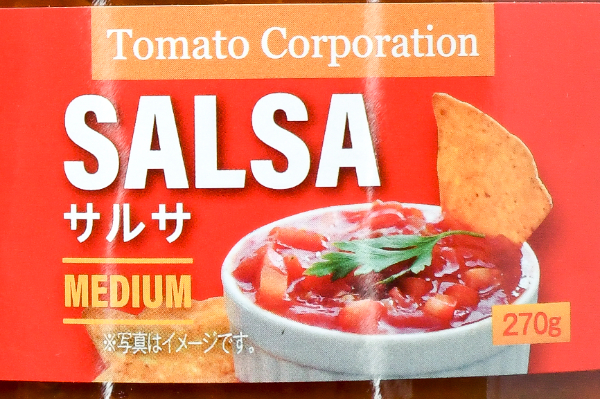 Tomato Corporation
SALSA
サルサ
MEDIUM
※写真はイメージです。
270g